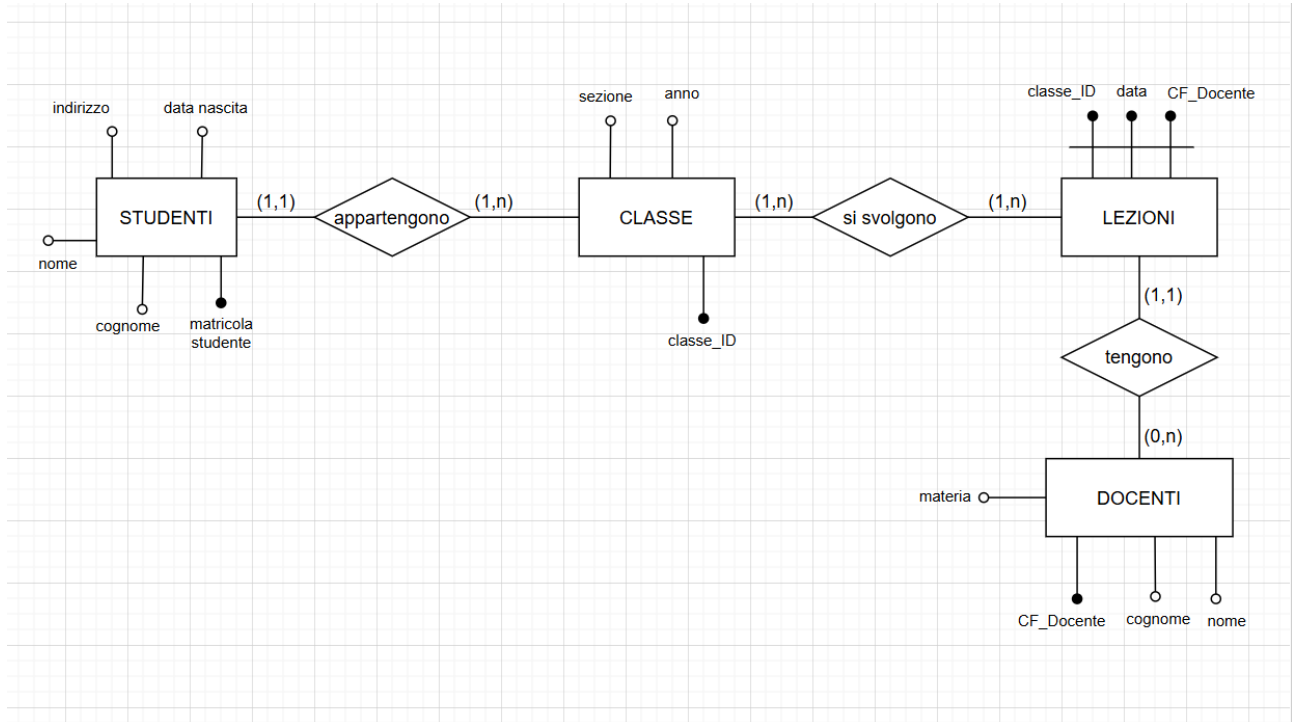 classe_ID data CF_Docente
sezione anno
indirizzo data nascita
(1,1) (1,n) (1,n) (1,n)
STUDENTI appartengono CLASSE si svolgono LEZIONI
nome
(1,1)
cognome matricola
studente
classe_ID
tengono
(0,n)
materia DOCENTI
CF_Docente cognome nome